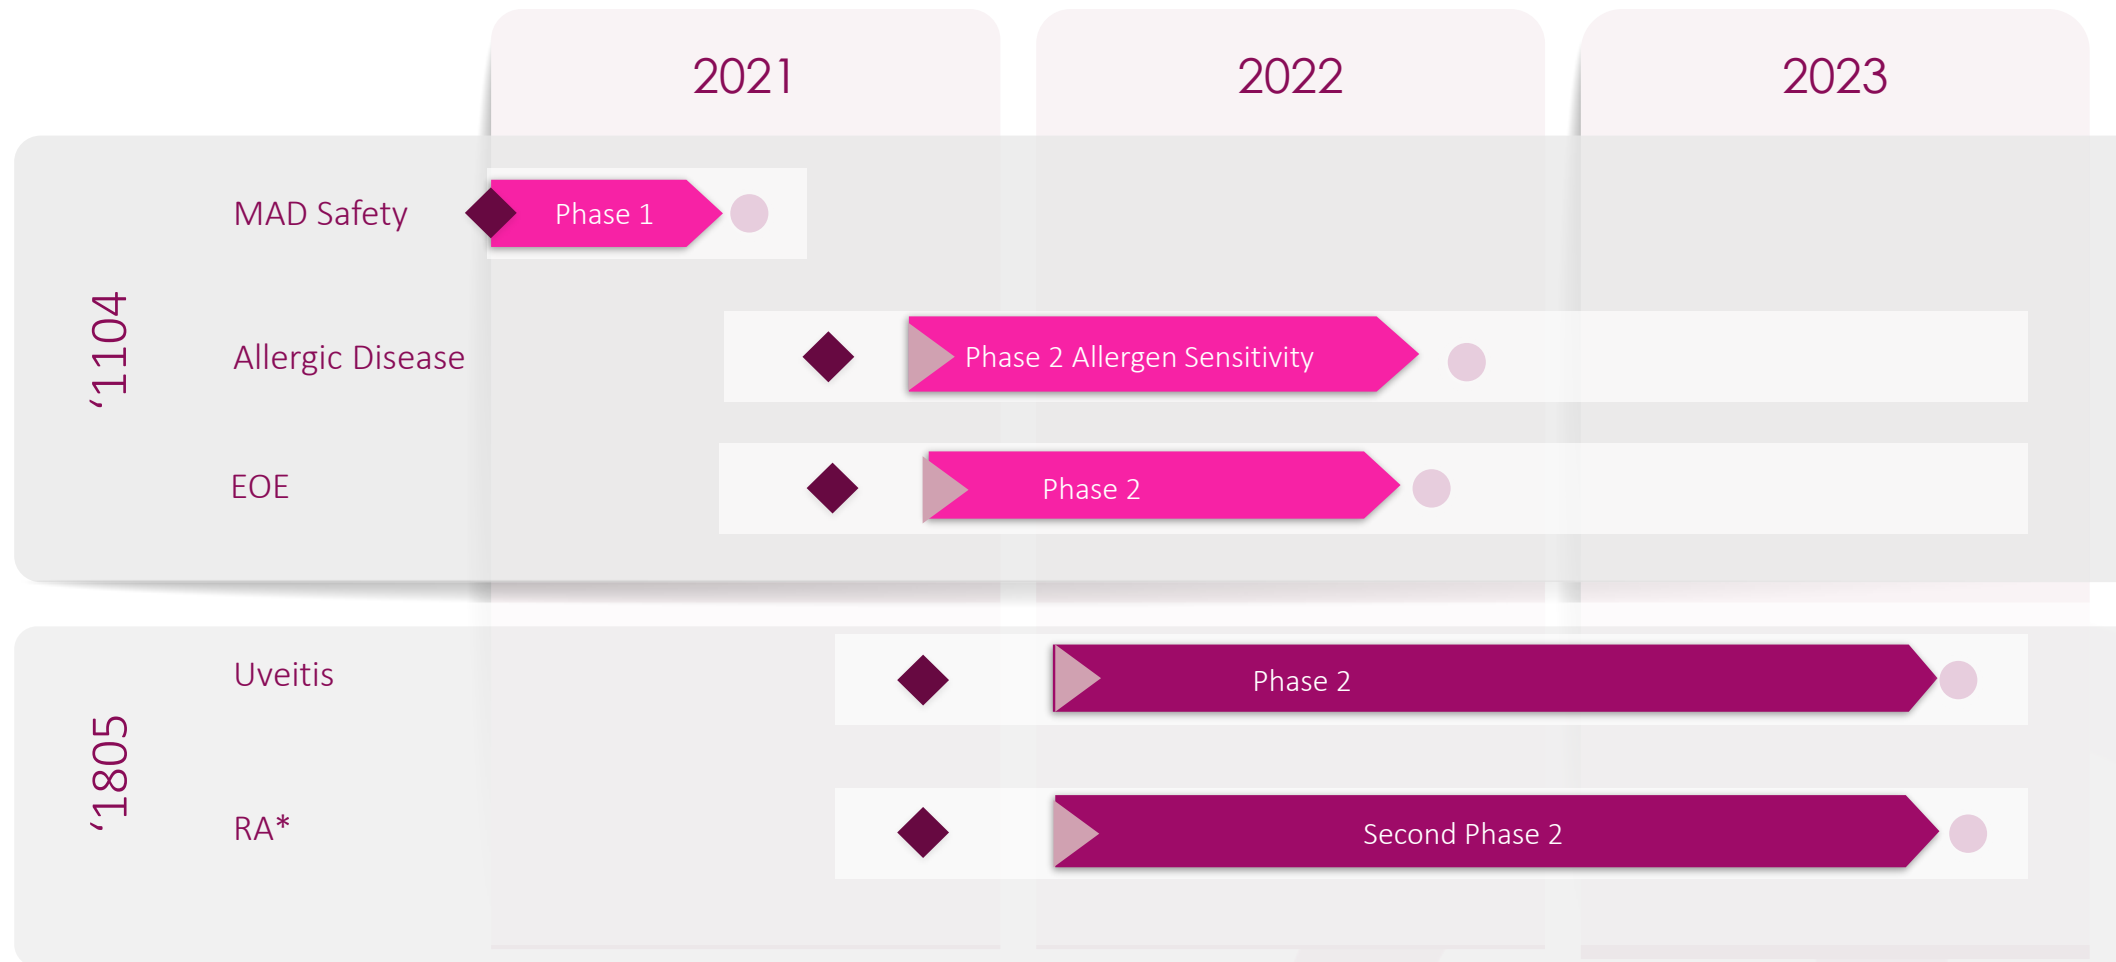 2021
2022
2023
‘1104
MAD Safety
Phase 1
Allergic Disease
Phase 2 Allergen Sensitivity
EOE
Phase 2
‘1805
Uveitis
Phase 2
RA*
Second Phase 2